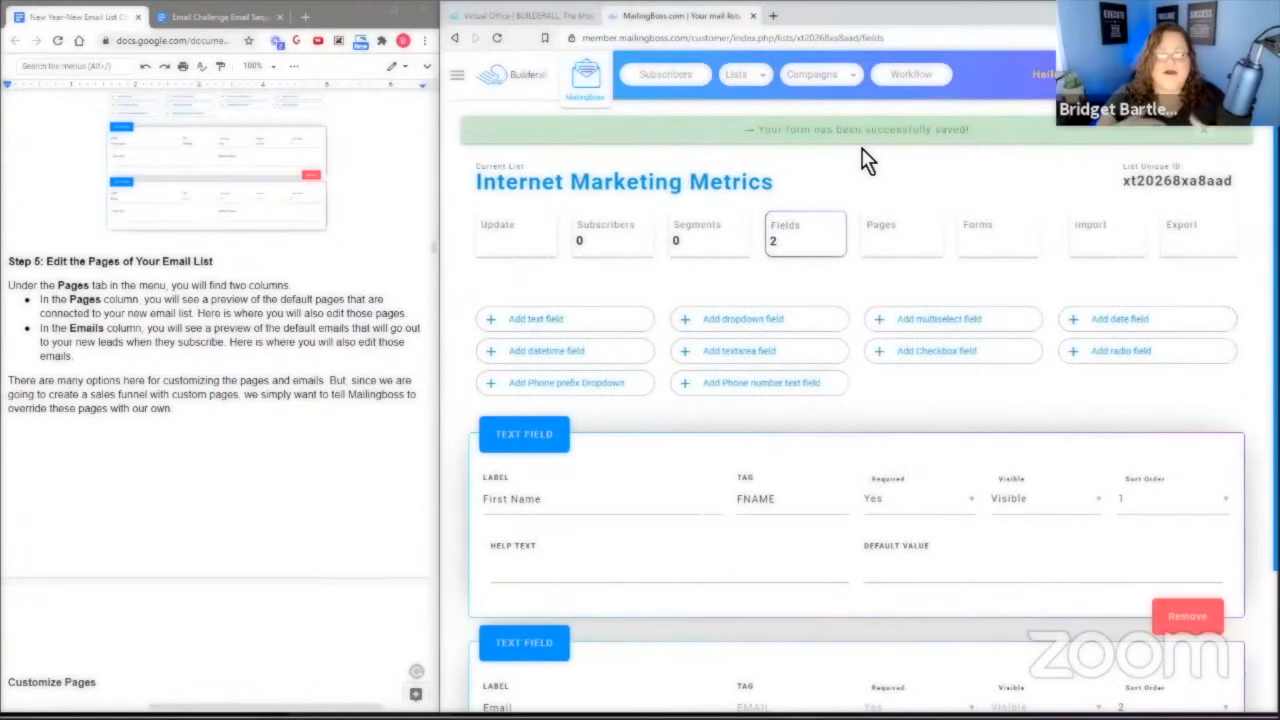 New Year-New Email List C
Email Challenge Email Seq
docs.google.com/docume...
New
Search the menus (Alt+/)
100%
Step 5: Edit the Pages of Your Email List
Under the Pages tab in the menu, you will find two columns.
In the Pages column, you will see a preview of the default pages that are
connected to your new email list. Here is where you will also edit those pages.
In the Emails column, you will see a preview of the default emails that will go out
to your new leads when they subscribe. Here is where you will also edit those
emails.
There are many options here for customizing the pages and emails. But, since we are
going to create a sales funnel with custom pages, we simply want to tell Mailingboss to
override these pages with our own
Customize Pages
Virtual Office | BUILDERALL, The Mai
MailingBoss.com | Your mail-lists
member.mailingboss.com/customer/index.php/lists/xt20268xa8aad/fields
Builderall
MailingBoss
Subscribers
Lists
Campaigns
Workflow
Hello
EXECUTE
FAILURE
SUCCESS
Bridget Bartle...
→ Your form has been successfully saved!
x
Current List
Internet Marketing Metrics
List Unique ID:
xt20268xa8aad
Update
Subscribers
0
Segments
0
Fields
2
Pages
Forms
Import
Export
+ Add text field
+ Add dropdown field
+ Add multiselect field
+ Add date field
+ Add datetime field
+ Add textarea field
+ Add Checkbox field
+ Add radio field
+ Add Phone prefix Dropdown
+ Add Phone number text field
TEXT FIELD
LABEL
TAG
Required
Visible
Sort Order
First Name
FNAME
Yes
Visible
1
HELP TEXT
DEFAULT VALUE
Remove
TEXT FIELD
LABEL
TAG
Required
Visible
Sort Order
Email
EMAIL
Yes
Visible
2
zoom